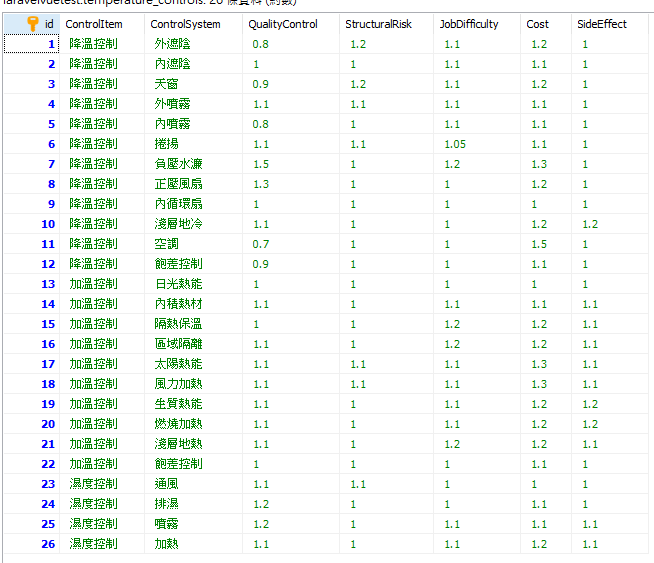 laravelvuetest.temperature_controls: 26 條資料 (約數)
id ControlItem ControlSystem QualityControl StructuralRisk JobDifficulty Cost SideEffect
1 降溫控制 外遮陰 0.8 1.2 1.1 1.2 1
2 降溫控制 內遮陰 1 1 1.1 1.1 1
3 降溫控制 天窗 0.9 1.2 1.1 1.2 1
4 降溫控制 外噴霧 1.1 1.1 1.1 1.1 1
5 降溫控制 內噴霧 0.8 1 1.1 1.1 1
6 降溫控制 捲揚 1.1 1.1 1.05 1.1 1
7 降溫控制 負壓水濂 1.5 1 1.2 1.3 1
8 降溫控制 正壓風扇 1.3 1 1 1.2 1
9 降溫控制 內循環扇 1 1 1 1 1
10 降溫控制 淺層地冷 1.1 1 1 1.2 1.2
11 降溫控制 空調 0.7 1 1 1.5 1
12 降溫控制 飽差控制 0.9 1 1 1.1 1
13 加溫控制 日光熱能 1 1 1 1 1
14 加溫控制 內積熱材 1.1 1 1.1 1.1 1.1
15 加溫控制 隔熱保溫 1 1 1.2 1.2 1.1
16 加溫控制 區域隔離 1.1 1 1.2 1.2 1.1
17 加溫控制 太陽熱能 1.1 1.1 1.1 1.3 1.1
18 加溫控制 風力加熱 1.1 1.1 1.1 1.3 1.1
19 加溫控制 生質熱能 1.1 1 1.1 1.2 1.2
20 加溫控制 燃燒加熱 1.1 1 1.1 1.2 1.2
21 加溫控制 淺層地熱 1.1 1 1.2 1.2 1.1
22 加溫控制 飽差控制 1 1 1 1.1 1
23 濕度控制 通風 1.1 1.1 1 1 1
24 濕度控制 排濕 1.2 1 1 1.1 1
25 濕度控制 噴霧 1.2 1 1.1 1.1 1.1
26 濕度控制 加熱 1.1 1 1.1 1.2 1.1